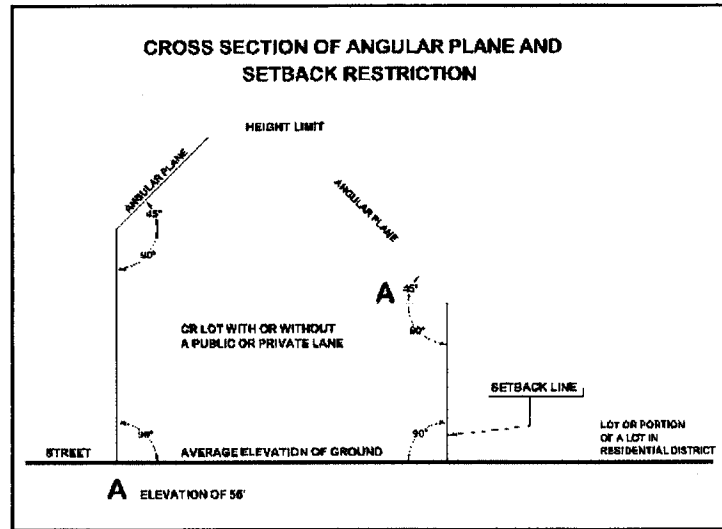 CROSS SECTION OF ANGULAR PLANE AND
SETBACK RESTRICTION
HEIGHT LIMIT
ANGULAR PLANE
45°
90°
ANGULAR PLANE
A
45°
90°
CR LOT WITH OR WITHOUT
A PUBLIC OR PRIVATE LANE
SETBACK LINE
90°
90°
STREET
AVERAGE ELEVATION OF GROUND
LOT OR PORTION
OF A LOT IN
RESIDENTIAL DISTRICT
A ELEVATION OF 56'